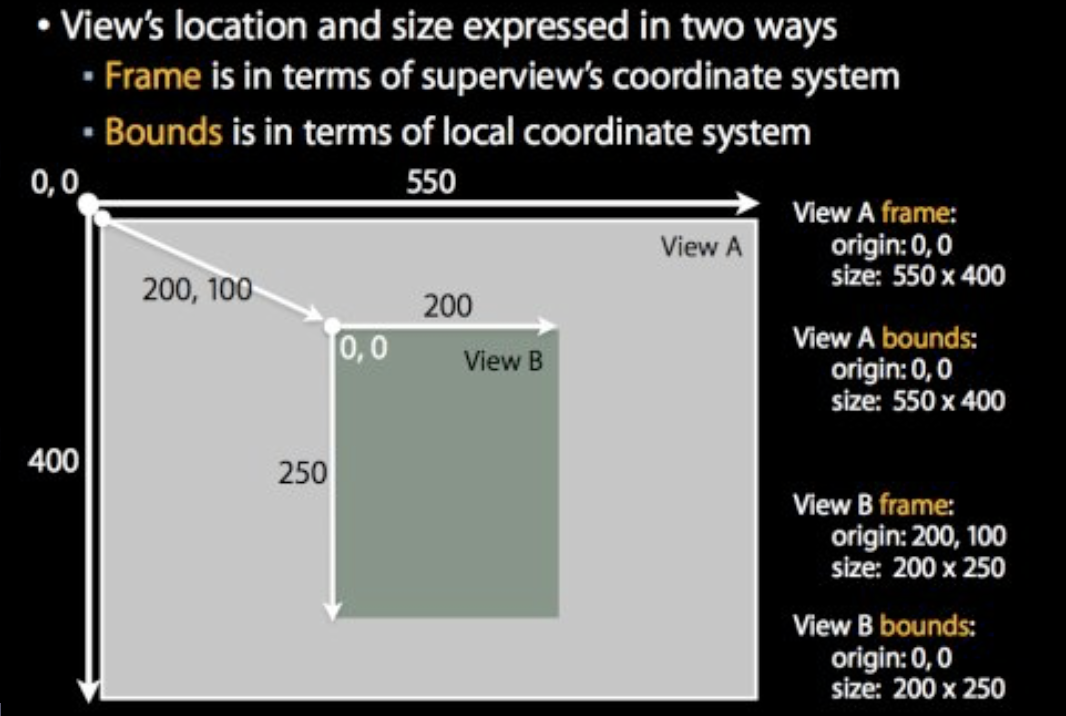 • View's location and size expressed in two ways
▪ Frame is in terms of superview's coordinate system
▪ Bounds is in terms of local coordinate system
0, 0
550
View A
200, 100
200
0, 0
View B
250
400
View A frame:
origin: 0, 0
size: 550 x 400
View A bounds:
origin: 0, 0
size: 550 x 400
View B frame:
origin: 200, 100
size: 200 x 250
View B bounds:
origin: 0, 0
size: 200 x 250